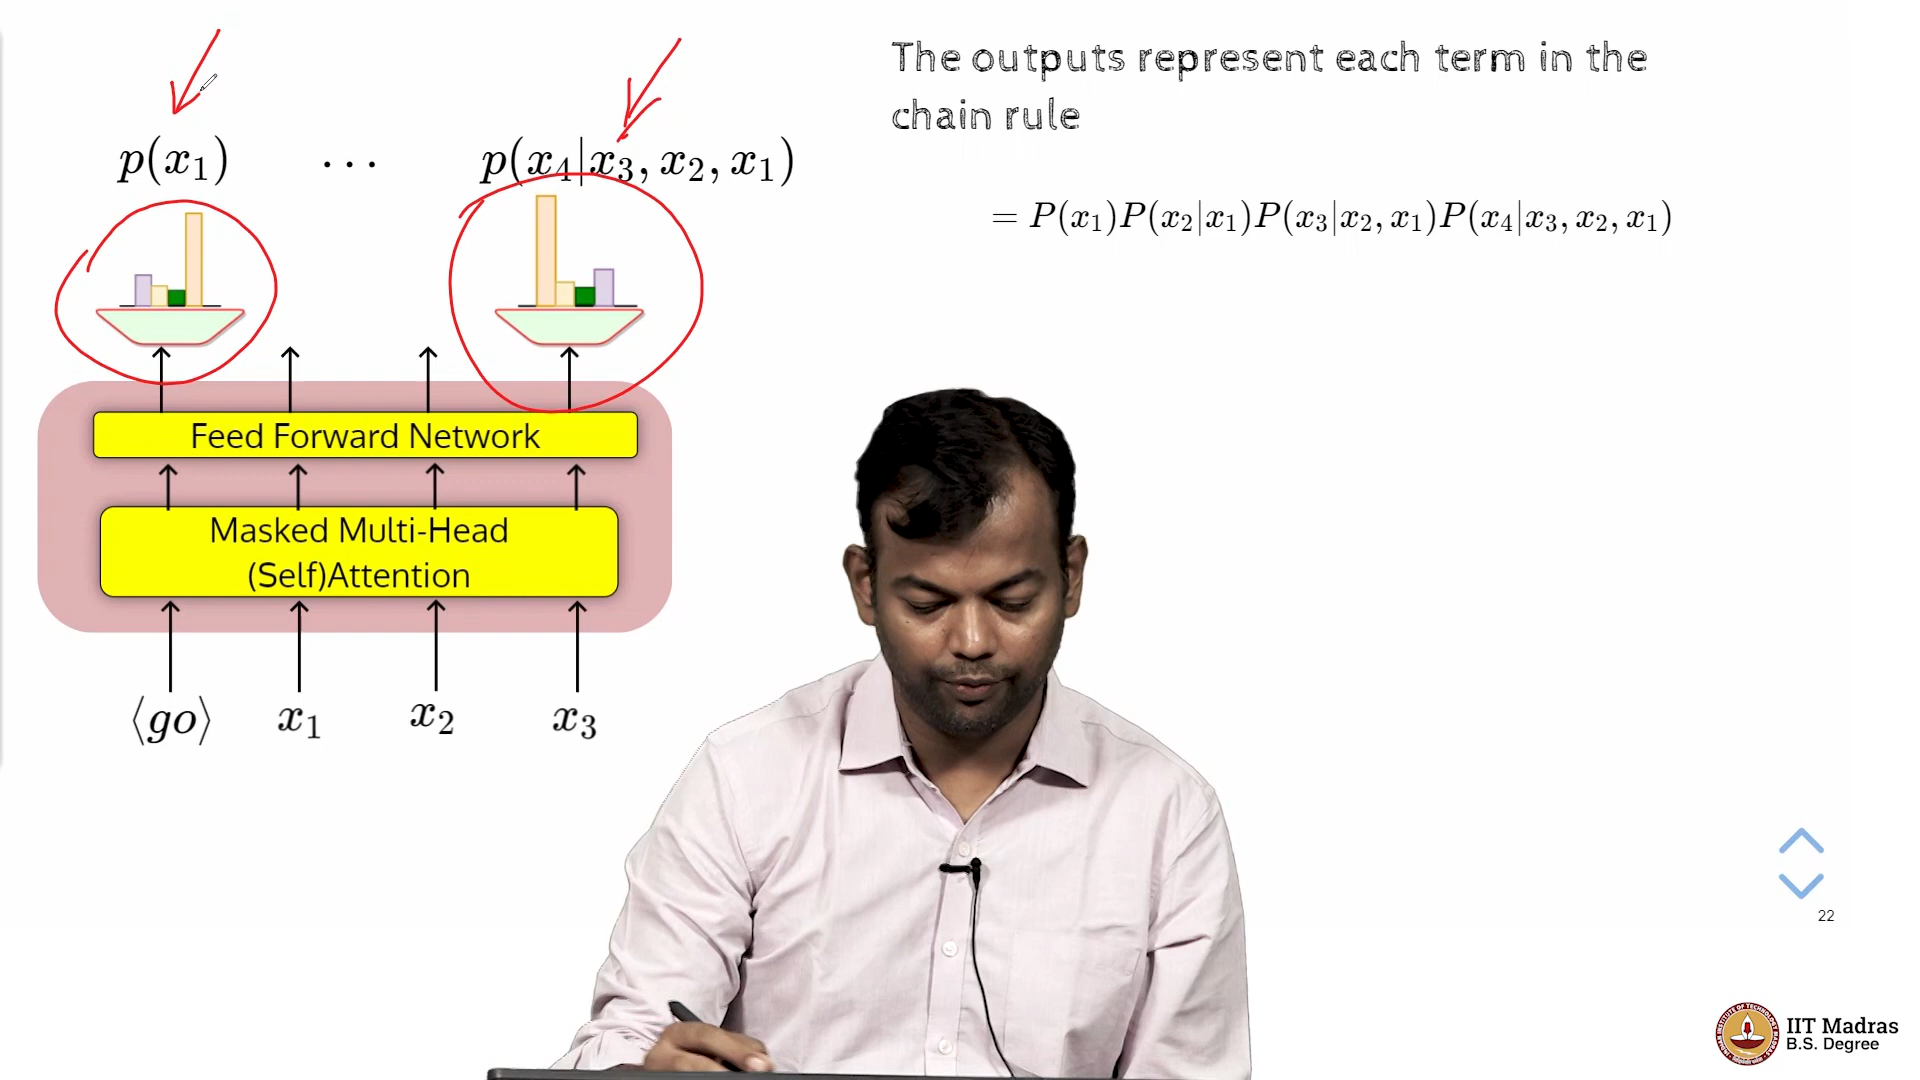 The outputs represent each term in the
chain rule
p(x₁) ... p(x₄|x₃, x₂, x₁)
= P(x₁)P(x₂|x₁)P(x₃|x₂, x₁)P(x₄|x₃, x₂, x₁)
Feed Forward Network
Masked Multi-Head
(Self)Attention
⟨go⟩ x₁ x₂ x₃
22
IIT Madras
B.S. Degree